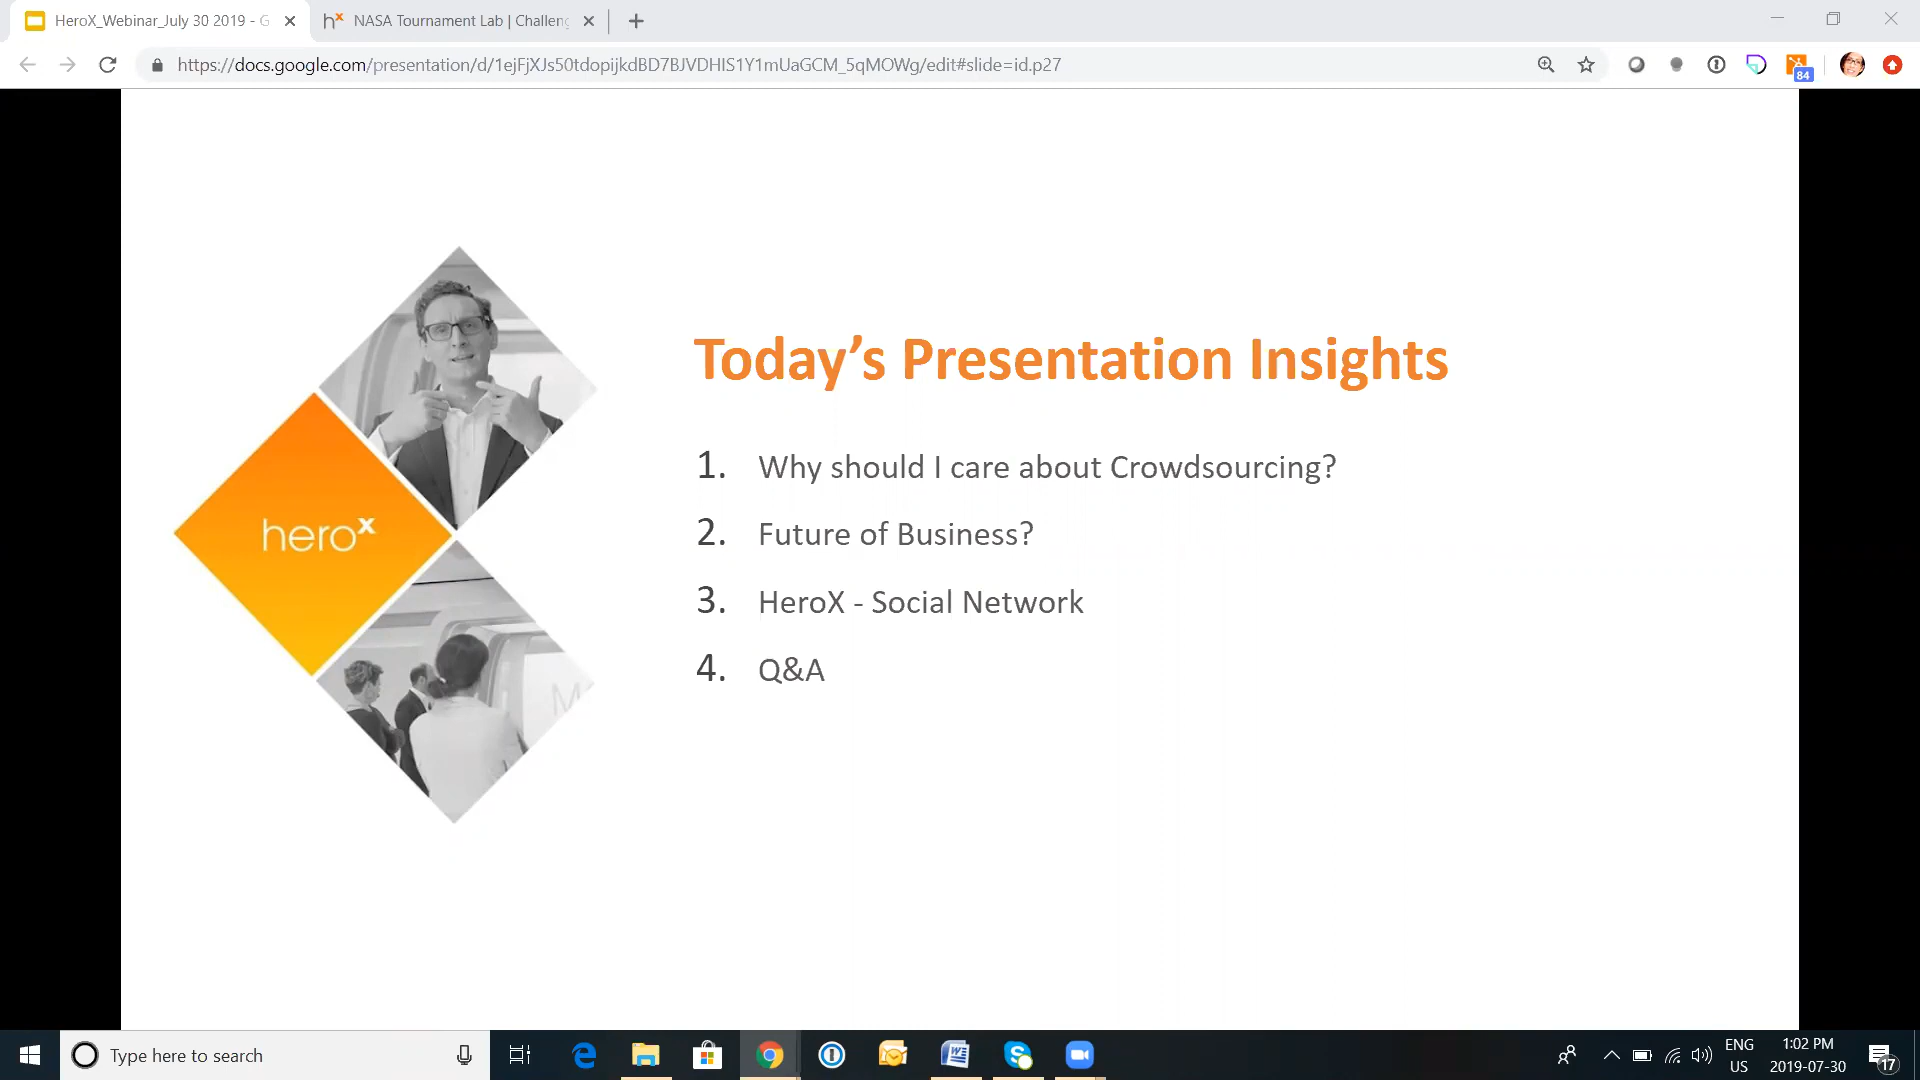 HeroX_Webinar_July 30 2019 - G
hx NASA Tournament Lab | Challeng
https://docs.google.com/presentation/d/1ejFjXJs50tdopijkdBD7BJVDHIS1Y1mUaGCM_5qMOWg/edit#slide=id.p27
84
Today’s Presentation Insights
1. Why should I care about Crowdsourcing?
2. Future of Business?
3. HeroX - Social Network
4. Q&A
herox
M
Type here to search
ENG
US
1:02 PM
2019-07-30
17